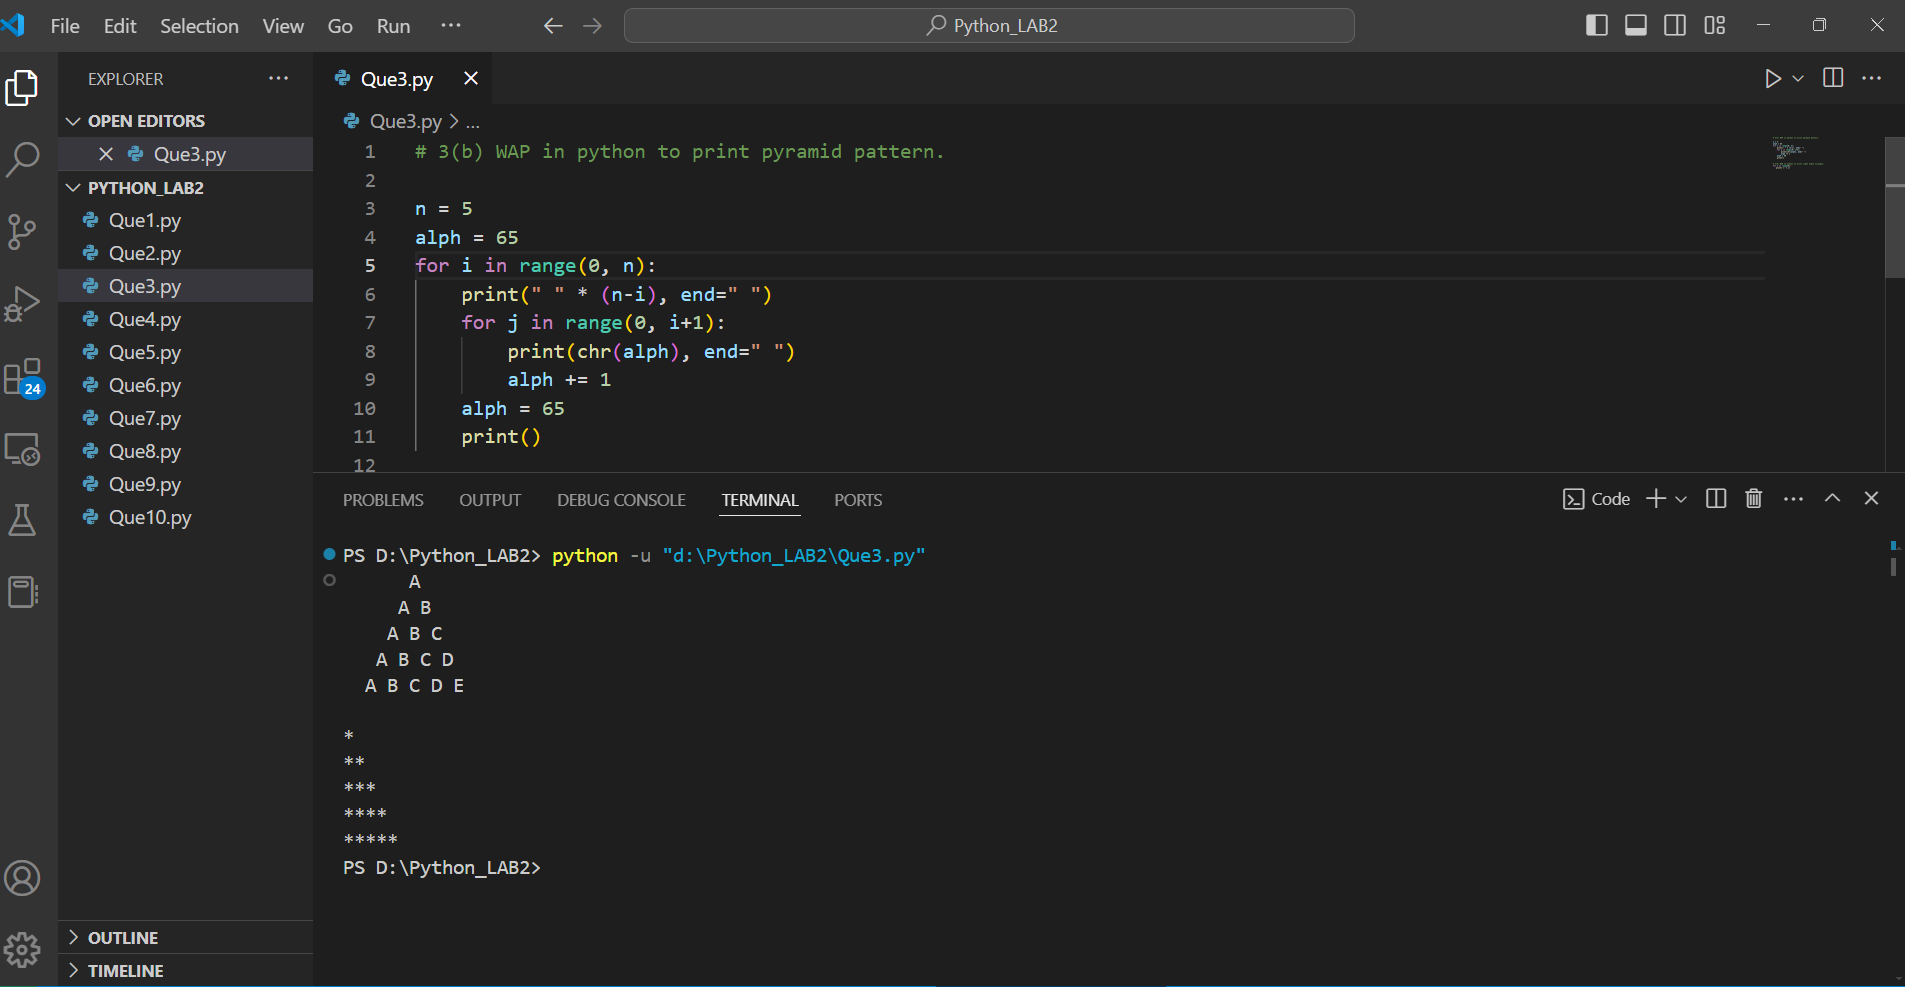 File Edit Selection View Go Run ...
Python_LAB2
EXPLORER ...
OPEN EDITORS
Que3.py
PYTHON_LAB2
Que1.py
Que2.py
Que3.py
Que4.py
Que5.py
Que6.py
Que7.py
Que8.py
Que9.py
Que10.py
24
OUTLINE
TIMELINE
Que3.py
Que3.py > ...
1 # 3(b) WAP in python to print pyramid pattern.
2
3 n = 5
4 alph = 65
5 for i in range(0, n):
6     print(" " * (n-i), end=" ")
7     for j in range(0, i+1):
8         print(chr(alph), end=" ")
9         alph += 1
10     alph = 65
11     print()
12
PROBLEMS OUTPUT DEBUG CONSOLE TERMINAL PORTS
Code
PS D:\Python_LAB2> python -u "d:\Python_LAB2\Que3.py"
      A
     A B
    A B C
   A B C D
  A B C D E
*
**
***
****
*****
PS D:\Python_LAB2>